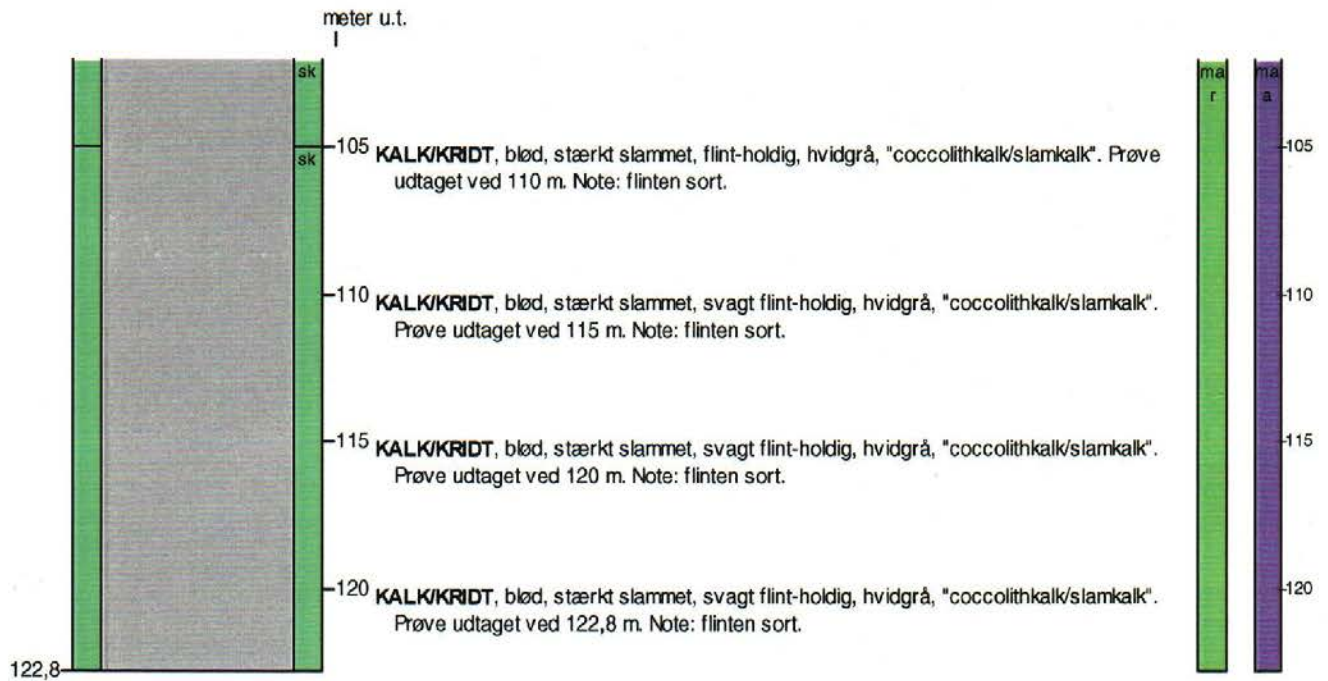 meter u.t.
sk
ma
r
ma
a
105 KALK/KRIDT, blød, stærkt slammet, flint-holdig, hvidgrå, "coccolithkalk/slamkalk". Prøve
udtaget ved 110 m. Note: flinten sort.
105
sk
110 KALK/KRIDT, blød, stærkt slammet, svagt flint-holdig, hvidgrå, "coccolithkalk/slamkalk".
Prøve udtaget ved 115 m. Note: flinten sort.
110
115 KALK/KRIDT, blød, stærkt slammet, svagt flint-holdig, hvidgrå, "coccolithkalk/slamkalk".
Prøve udtaget ved 120 m. Note: flinten sort.
115
120 KALK/KRIDT, blød, stærkt slammet, svagt flint-holdig, hvidgrå, "coccolithkalk/slamkalk".
Prøve udtaget ved 122,8 m. Note: flinten sort.
120
122,8